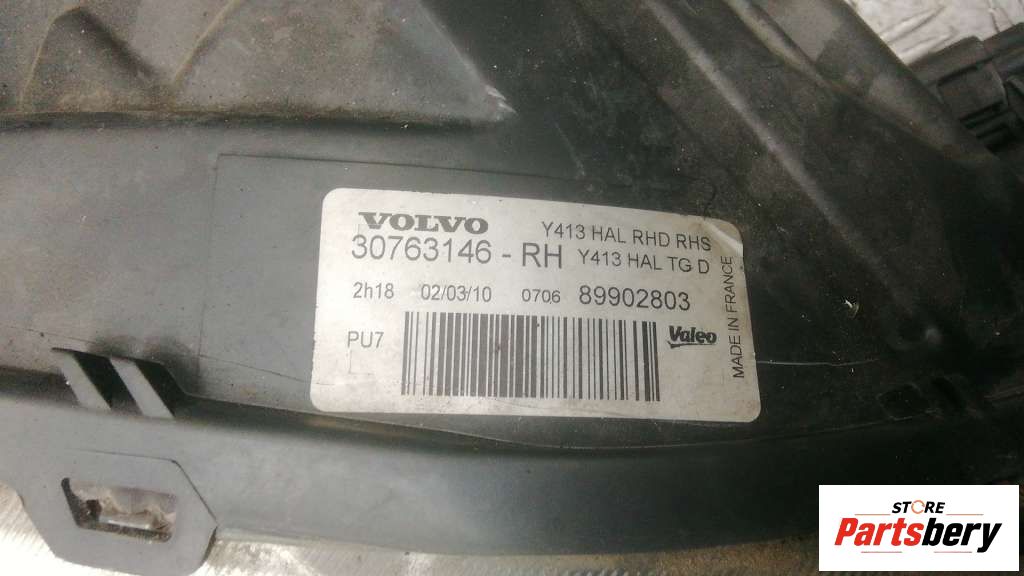 VOLVO
Y413 HAL RHD RHS
30763146 - RH Y413 HAL TG D
2h18 02/03/10 0706 89902803
PU7
Valeo
MADE IN FRANCE
STORE
Partsbery